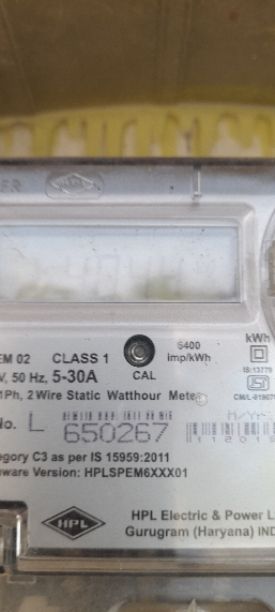 HPL
EM 02 CLASS 1 6400 imp/kWh kWh
V, 50 Hz, 5-30A CAL IS:13779
1Ph, 2 Wire Static Watthour Meter
No. L 650267
egory C3 as per IS 15959:2011
ware Version: HPLSPEM6XXX01
HPL HPL Electric & Power L
Gurugram (Haryana) IND